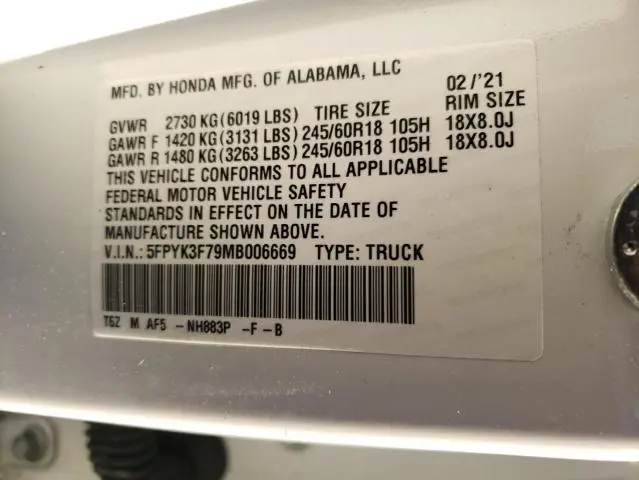 MFD. BY HONDA MFG. OF ALABAMA, LLC 02/'21
GVWR 2730 KG(6019 LBS) TIRE SIZE RIM SIZE
GAWR F 1420 KG(3131 LBS)245/60R18 105H 18X8.0J
GAWR R 1480 KG(3263 LBS)245/60R18 105H 18X8.0J
THIS VEHICLE CONFORMS TO ALL APPLICABLE
FEDERAL MOTOR VEHICLE SAFETY
STANDARDS IN EFFECT ON THE DATE OF
MANUFACTURE SHOWN ABOVE.
V.I.N.: 5FPYK3F79MB006669 TYPE: TRUCK
T6Z M AF5 -NH883P -F-B